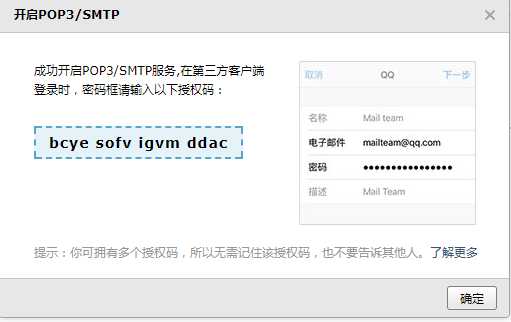 开启POP3/SMTP
成功开启POP3/SMTP服务,在第三方客户端
登录时，密码框请输入以下授权码：
bcye sofv igvm ddac
取消 QQ 下一步
名称 Mail team
电子邮件 mailteam@qq.com
密码 ●●●●●●●●●●●●●●●
描述 Mail Team
提示：你可拥有多个授权码，所以无需记住该授权码，也不要告诉其他人。了解更多
确定